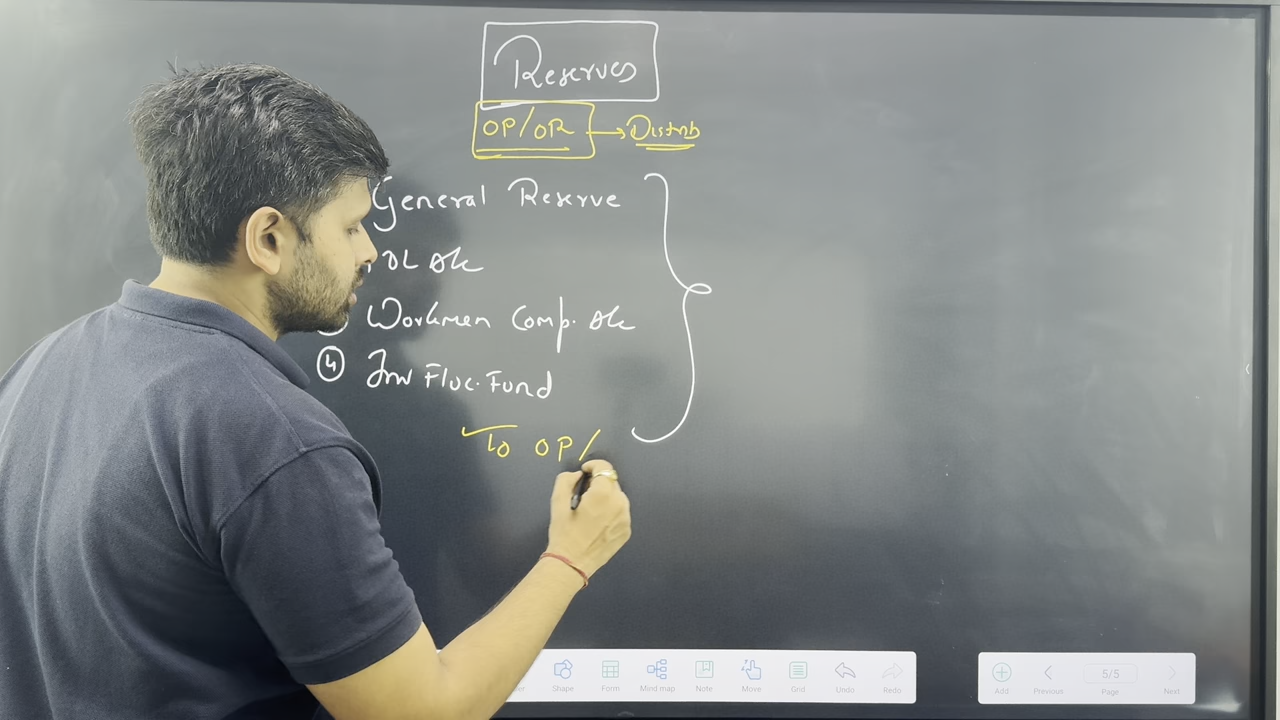 Reserves
OP/OR → Distrib
General Reserve
DL A/c
Workmen Comp. A/c
④ Inv Fluc. Fund
To OP/
Shape Form Mind map Note Move Grid Undo Redo
Add Previous 5/5 Page Next